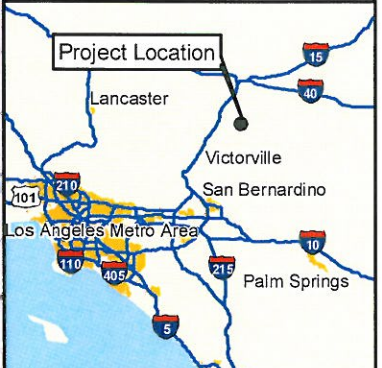 Project Location
15
40
Lancaster
Victorville
210
San Bernardino
101
Los Angeles Metro Area
10
110
405
215
Palm Springs
5